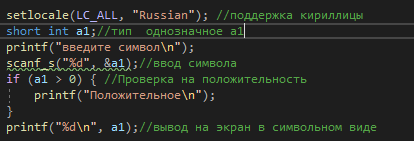 setlocale(LC_ALL, "Russian"); //поддержка кириллицы
short int a1;//тип  однозначное a1
printf("введите символ\n");
scanf_s("%d", &a1);//ввод символа
if (a1 > 0) { //Проверка на положительность
    printf("Положительное\n");
}
printf("%d\n", a1);//вывод на экран в символьном виде